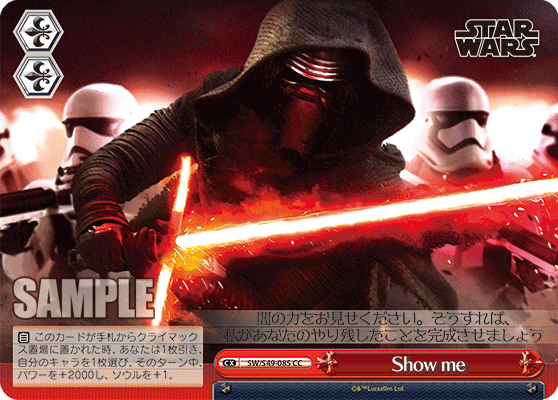 STAR
WARS
SAMPLE
闇の力をお見せください。そうすれば、
私があなたのやり残したことを完成させましょう
このカードが手札からクライマック
ス置場に置かれた時、あなたは1枚引き、
自分のキャラを1枚選び、そのターン中、
パワーを+2000し、ソウルを+1。
CX SW/S49-085 CC
Show me
©&™Lucasfilm Ltd.